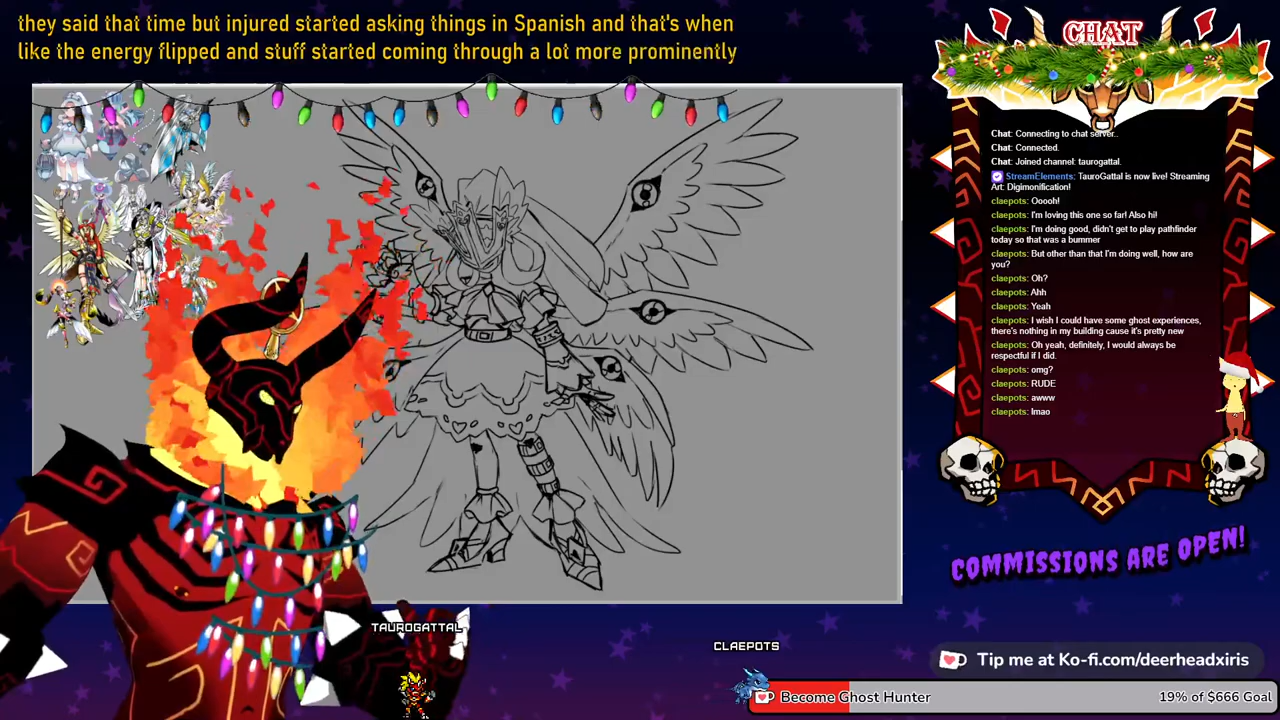 they said that time but injured started asking things in Spanish and that's when
like the energy flipped and stuff started coming through a lot more prominently
CHAT
Chat: Connecting to chat server..
Chat: Connected.
Chat: Joined channel: taurogattal.
StreamElements: TauroGattal is now live! Streaming
Art: Digimonification!
claepots: Ooooh!
claepots: I'm loving this one so far! Also hi!
claepots: I'm doing good, didn't get to play pathfinder
today so that was a bummer
claepots: But other than that I'm doing well, how are
you?
claepots: Oh?
claepots: Ahh
claepots: Yeah
claepots: I wish I could have some ghost experiences,
there's nothing in my building cause it's pretty new
claepots: Oh yeah, definitely, I would always be
respectful if I did.
claepots: omg?
claepots: RUDE
claepots: awww
claepots: lmao
COMMISSIONS ARE OPEN!
TAUROGATTAL
CLAEPOTS
Tip me at Ko-fi.com/deerheadxiris
Become Ghost Hunter
19% of $666 Goal